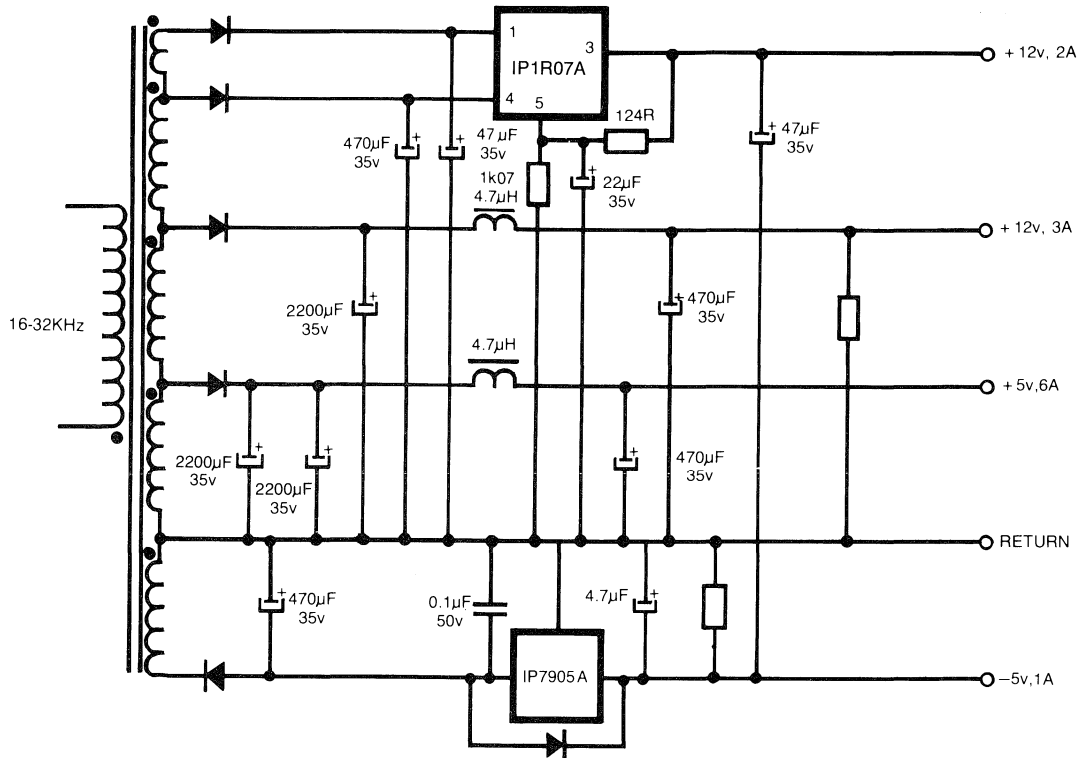 1
3
IP1R07A
+12v, 2A
4
5
124R
470µF
35v
+
47µF
35v
+
1k07
4.7µH
22µF
35v
+
47µF
35v
+
+12v, 3A
16-32KHz
2200µF
35v
+
470µF
35v
+
4.7µH
+5v,6A
2200µF
35v
+
2200µF
35v
+
470µF
35v
+
RETURN
470µF
35v
+
0.1µF
50v
4.7µF
+
IP7905A
−5v,1A